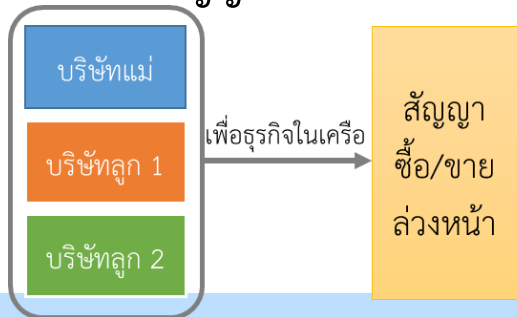 บริษัทแม่
บริษัทลูก 1
บริษัทลูก 2
เพื่อธุรกิจในเครือ
สัญญา
ซื้อ/ขาย
ล่วงหน้า